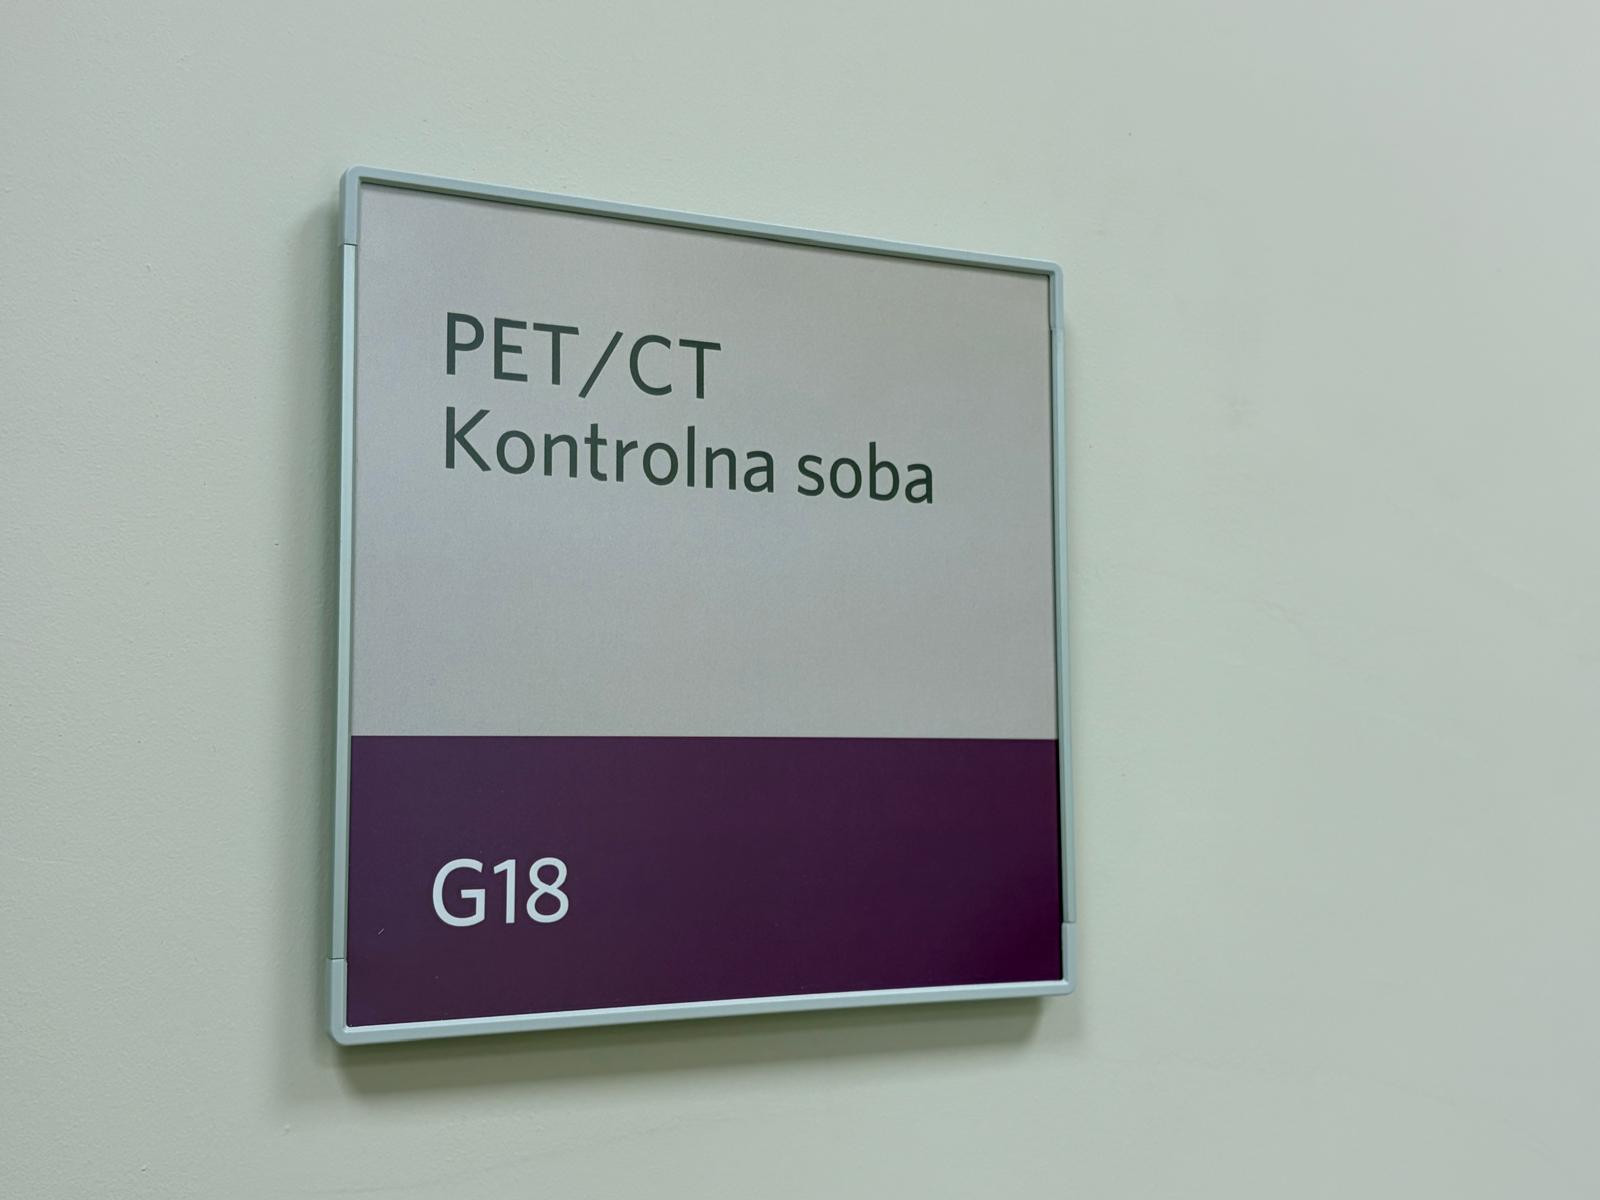 PET/CT
Kontrolna soba
G18